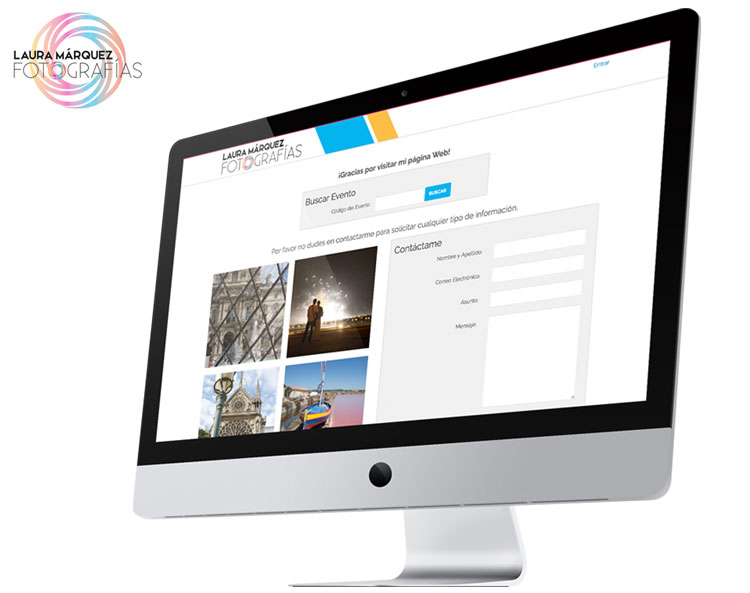 LAURA MÁRQUEZ
FOTOGRAFÍAS
Entrar
LAURA MÁRQUEZ
FOTOGRAFÍAS
¡Gracias por visitar mi página Web!
Buscar Evento
Código del Evento:
BUSCAR
Por favor no dudes en contactarme para solicitar cualquier tipo de información.
Contáctame
Nombre y Apellido:
Correo Electrónico:
Asunto:
Mensaje: